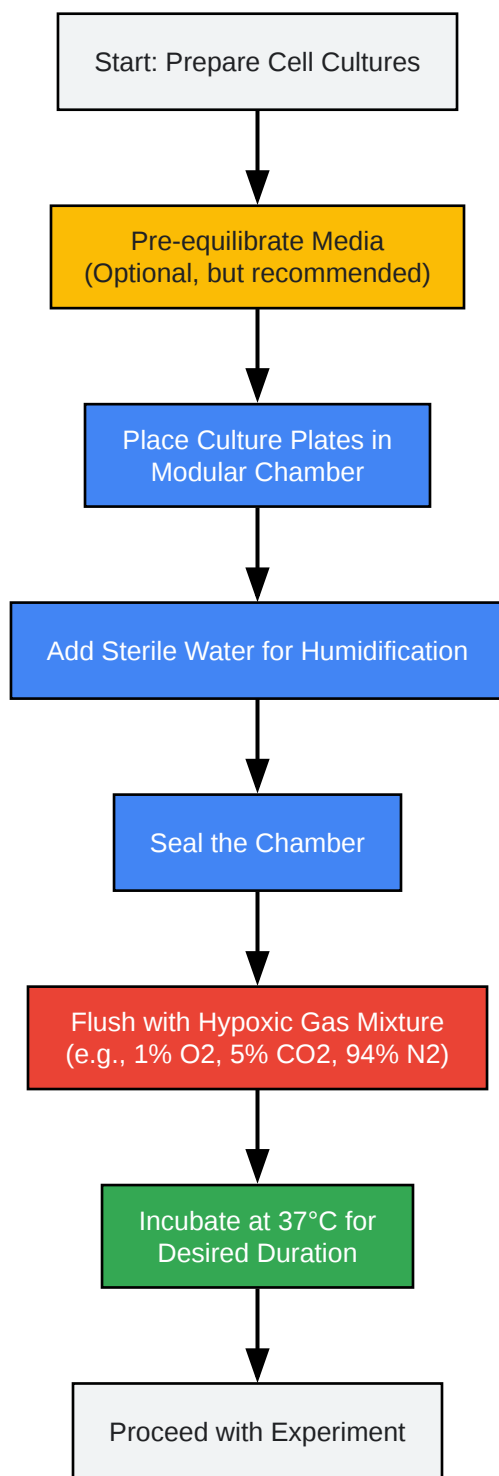 Start: Prepare Cell Cultures
Pre-equilibrate Media
(Optional, but recommended)
Place Culture Plates in
Modular Chamber
Add Sterile Water for Humidification
Seal the Chamber
Flush with Hypoxic Gas Mixture
(e.g., 1% O2, 5% CO2, 94% N2)
Incubate at 37°C for
Desired Duration
Proceed with Experiment